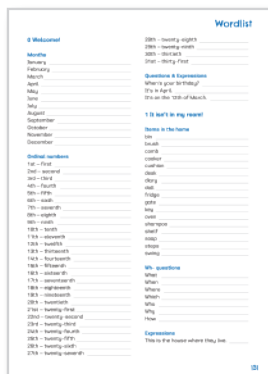 Wordlist
0 Welcome!
Months
January
February
March
April
May
June
July
August
September
October
November
December
Ordinal numbers
1st – first
2nd – second
3rd – third
4th – fourth
5th – fifth
6th – sixth
7th – seventh
8th – eighth
9th – ninth
10th – tenth
11th – eleventh
12th – twelfth
13th – thirteenth
14th – fourteenth
15th – fifteenth
16th – sixteenth
17th – seventeenth
18th – eighteenth
19th – nineteenth
20th – twentieth
21st – twenty-first
22nd – twenty-second
23rd – twenty-third
24th – twenty-fourth
25th – twenty-fifth
26th – twenty-sixth
27th – twenty-seventh
28th – twenty-eighth
29th – twenty-ninth
30th – thirtieth
31st – thirty-first
Questions & Expressions
When's your birthday?
It's in April.
It's on the 12th of March.
1 It isn't in my room!
Items in the home
bin
brush
comb
cooker
cushion
desk
diary
fridge
gate
key
oven
shampoo
shelf
soap
steps
swing
Wh- questions
What
When
Where
Which
Who
Why
How
Expressions
This is the house where they live.